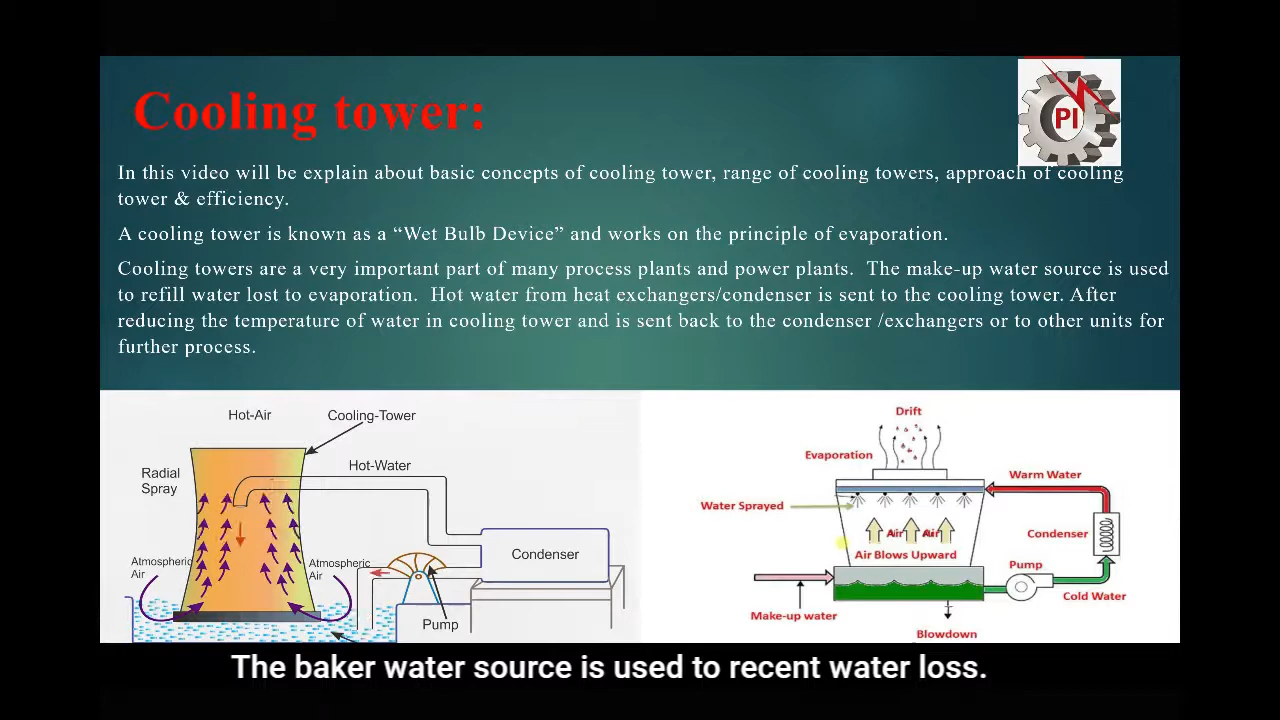 Cooling tower:
PI
In this video will be explain about basic concepts of cooling tower, range of cooling towers, approach of cooling
tower & efficiency.
A cooling tower is known as a “Wet Bulb Device” and works on the principle of evaporation.
Cooling towers are a very important part of many process plants and power plants. The make-up water source is used
to refill water lost to evaporation. Hot water from heat exchangers/condenser is sent to the cooling tower. After
reducing the temperature of water in cooling tower and is sent back to the condenser /exchangers or to other units for
further process.
Hot-Air
Cooling-Tower
Hot-Water
Radial
Spray
Atmospheric
Air
Atmospheric
Air
Condenser
Pump
Drift
Evaporation
Warm Water
Water Sprayed
Air
Air
Air Blows Upward
Condenser
Pump
Cold Water
Make-up water
Blowdown
The baker water source is used to recent water loss.